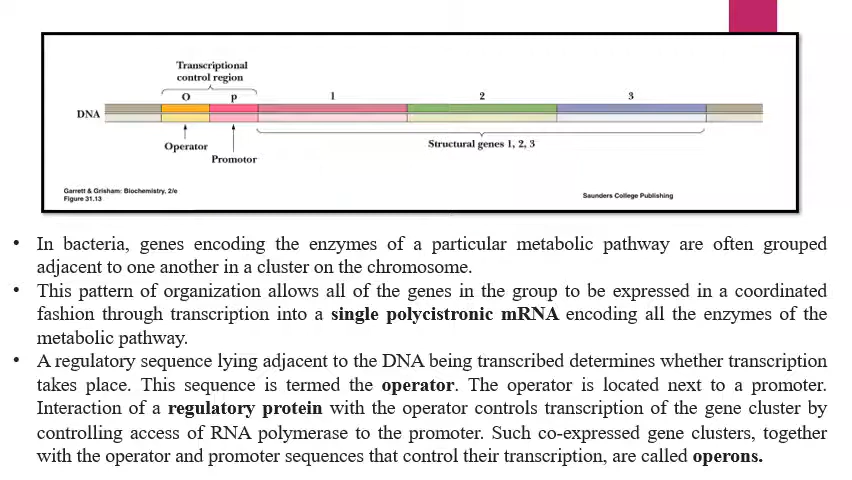 Transcriptional
control region
O p 1 2 3
DNA
Operator
Promotor
Structural genes 1, 2, 3
Garrett & Grisham: Biochemistry, 2/e
Figure 31.13
Saunders College Publishing
• In bacteria, genes encoding the enzymes of a particular metabolic pathway are often grouped
adjacent to one another in a cluster on the chromosome.
• This pattern of organization allows all of the genes in the group to be expressed in a coordinated
fashion through transcription into a single polycistronic mRNA encoding all the enzymes of the
metabolic pathway.
• A regulatory sequence lying adjacent to the DNA being transcribed determines whether transcription
takes place. This sequence is termed the operator. The operator is located next to a promoter.
Interaction of a regulatory protein with the operator controls transcription of the gene cluster by
controlling access of RNA polymerase to the promoter. Such co-expressed gene clusters, together
with the operator and promoter sequences that control their transcription, are called operons.